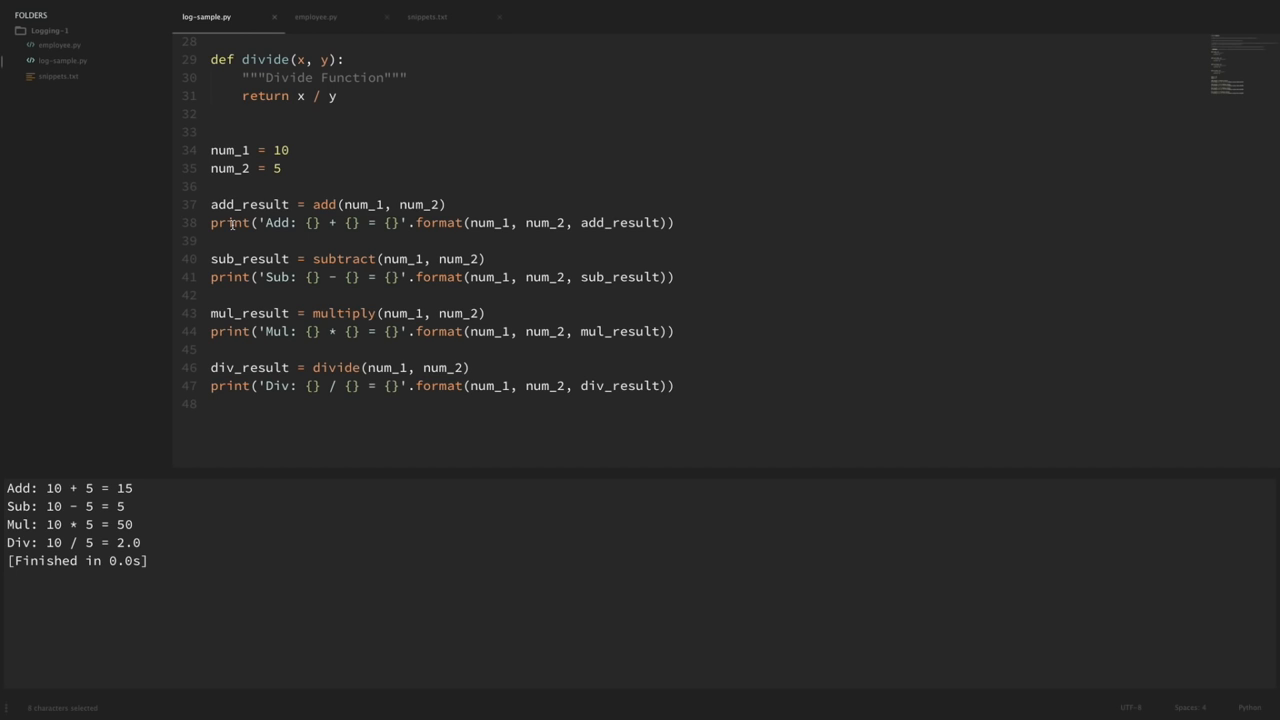 FOLDERS
Logging-1
employee.py
log-sample.py
snippets.txt
log-sample.py × employee.py × snippets.txt ×
28
29 def divide(x, y):
30 """Divide Function"""
31 return x / y
32
33
34 num_1 = 10
35 num_2 = 5
36
37 add_result = add(num_1, num_2)
38 print('Add: {} + {} = {}'.format(num_1, num_2, add_result))
39
40 sub_result = subtract(num_1, num_2)
41 print('Sub: {} - {} = {}'.format(num_1, num_2, sub_result))
42
43 mul_result = multiply(num_1, num_2)
44 print('Mul: {} * {} = {}'.format(num_1, num_2, mul_result))
45
46 div_result = divide(num_1, num_2)
47 print('Div: {} / {} = {}'.format(num_1, num_2, div_result))
48
Add: 10 + 5 = 15
Sub: 10 - 5 = 5
Mul: 10 * 5 = 50
Div: 10 / 5 = 2.0
[Finished in 0.0s]
characters selected UTF-8 Spaces: 4 Python